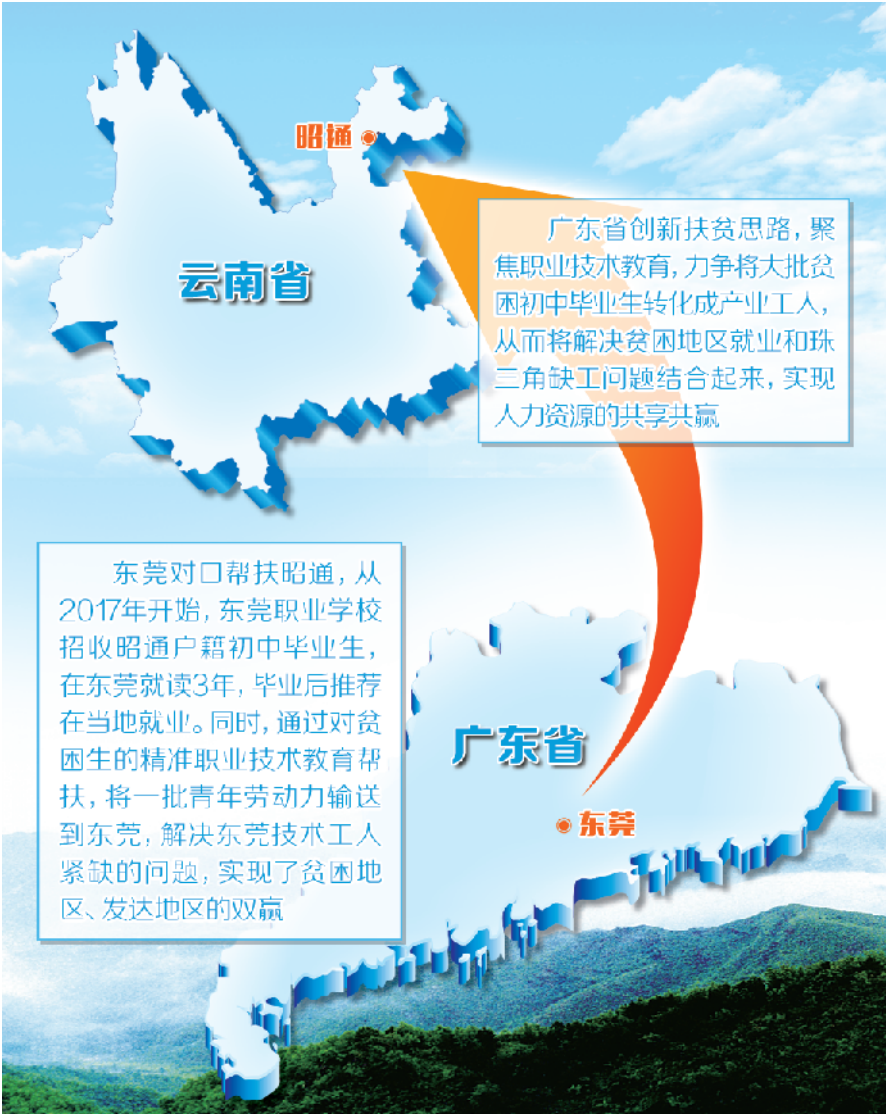 昭通
云南省
广东省创新扶贫思路，聚
焦职业技术教育，力争将大批贫
困初中毕业生转化成产业工人，
从而将解决贫困地区就业和珠
三角缺工问题结合起来，实现
人力资源的共享共赢
东莞对口帮扶昭通，从
2017年开始，东莞职业学校
招收昭通户籍初中毕业生，
在东莞就读3年，毕业后推荐
在当地就业。同时，通过对贫
困生的精准职业技术教育帮
扶，将一批青年劳动力输送
到东莞，解决东莞技术工人
紧缺的问题，实现了贫困地
区、发达地区的双赢
广东省
东莞